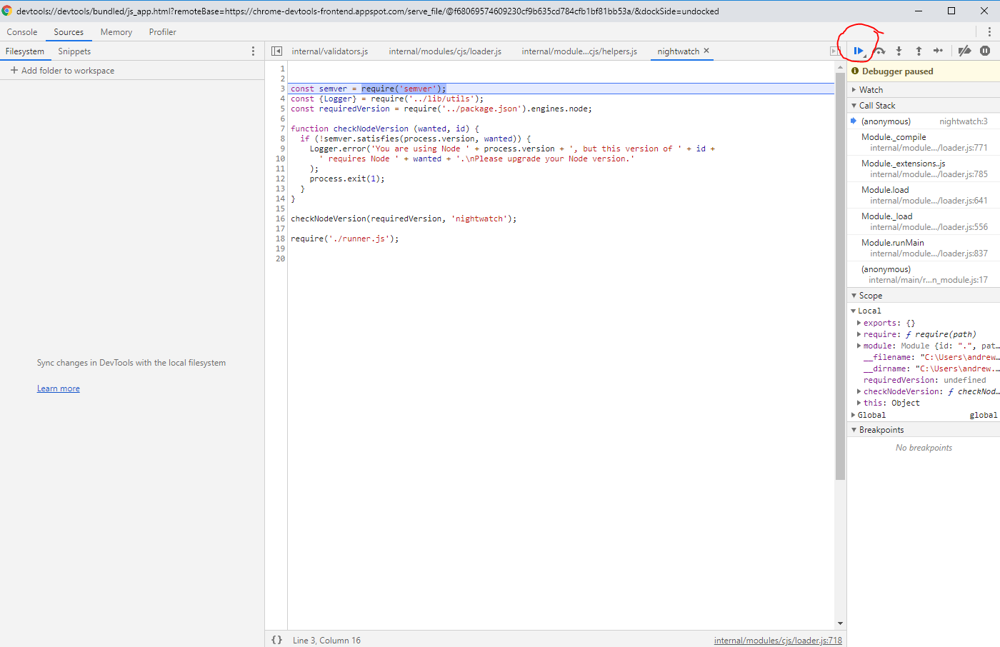 devtools://devtools/bundled/js_app.html?remoteBase=https://chrome-devtools-frontend.appspot.com/serve_file/@f68069574609230cf9b635cd784cfb1bf81bb53a/&dockSide=undocked
Console Sources Memory Profiler
Filesystem Snippets
+ Add folder to workspace
Sync changes in DevTools with the local filesystem
Learn more
internal/validators.js internal/modules/cjs/loader.js internal/module...cjs/helpers.js nightwatch ×
1
2
3 const semver = require('semver');
4 const {Logger} = require('../lib/utils');
5 const requiredVersion = require('../package.json').engines.node;
6
7 function checkNodeVersion (wanted, id) {
8 if (!semver.satisfies(process.version, wanted)) {
9 Logger.error('You are using Node ' + process.version + ', but this version of ' + id +
10 ' requires Node ' + wanted + '.\nPlease upgrade your Node version.'
11 );
12 process.exit(1);
13 }
14 }
15
16 checkNodeVersion(requiredVersion, 'nightwatch');
17
18 require('./runner.js');
19
20
{} Line 3, Column 16 internal/modules/cjs/loader.js:718
Debugger paused
Watch
Call Stack
(anonymous) nightwatch:3
Module._compile
internal/module.../loader.js:771
Module._extensions..js
internal/module.../loader.js:785
Module.load
internal/module.../loader.js:641
Module._load
internal/module.../loader.js:556
Module.runMain
internal/module.../loader.js:837
(anonymous)
internal/main/r...n_module.js:17
Scope
Local
exports: {}
require: ƒ require(path)
module: Module {id: ".", pat...
__filename: "C:\Users\andrew...
__dirname: "C:\Users\andrew....
requiredVersion: undefined
checkNodeVersion: ƒ checkNod...
this: Object
Global global
Breakpoints
No breakpoints